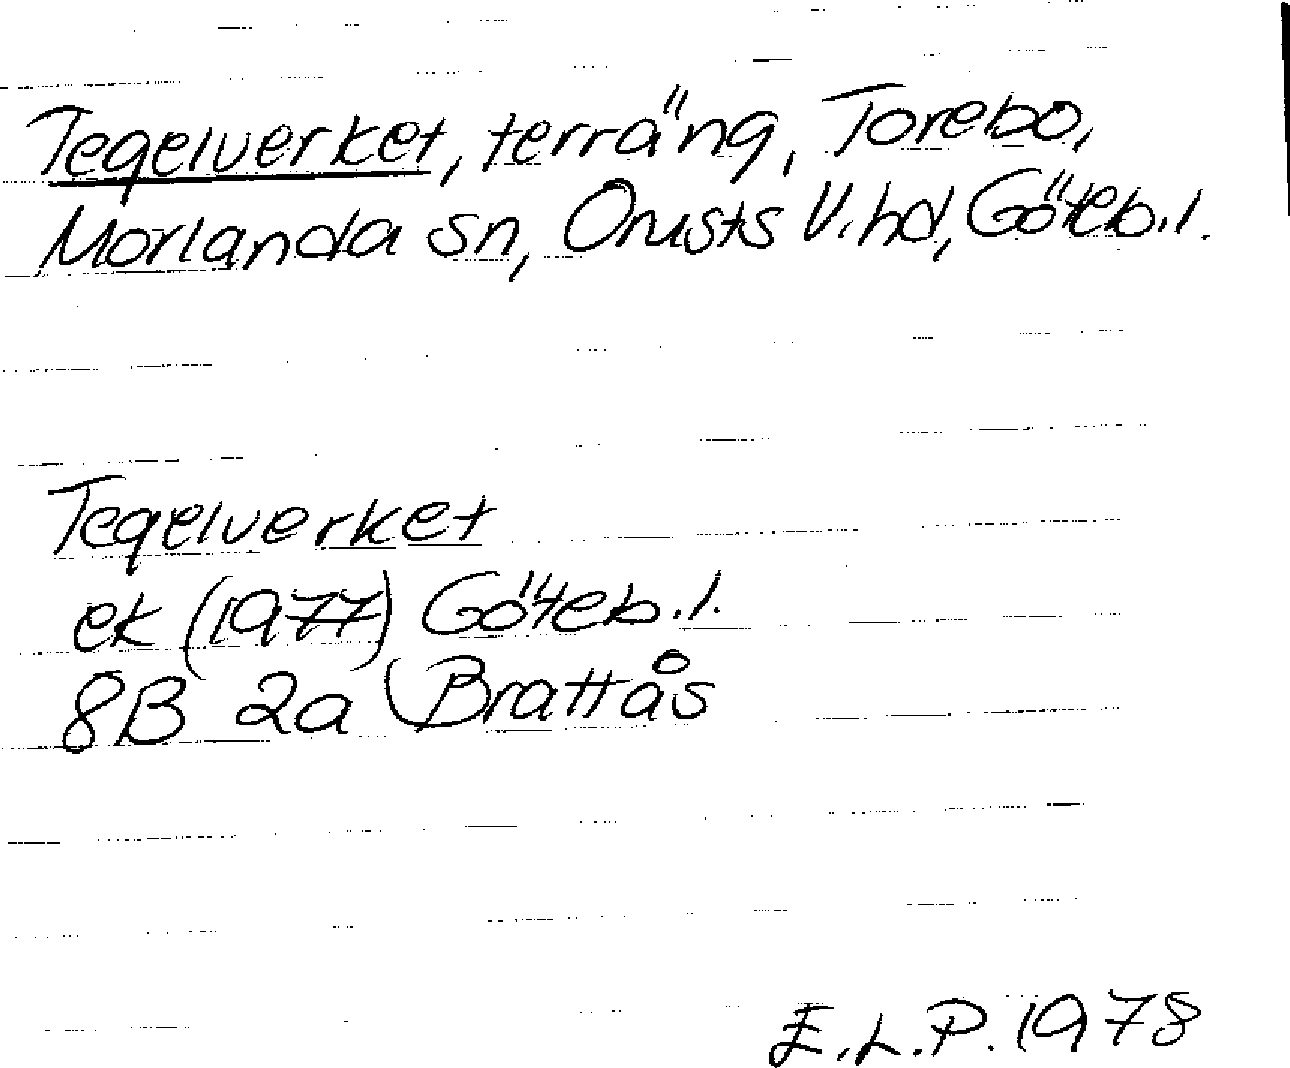 Tegelverket, terräng, Torebo,
Morlanda sn, Orusts V. hd, Göteb. l.
Tegelverket
ek (1977) Göteb. l.
8B 2a Brattås
E.L.P. 1978